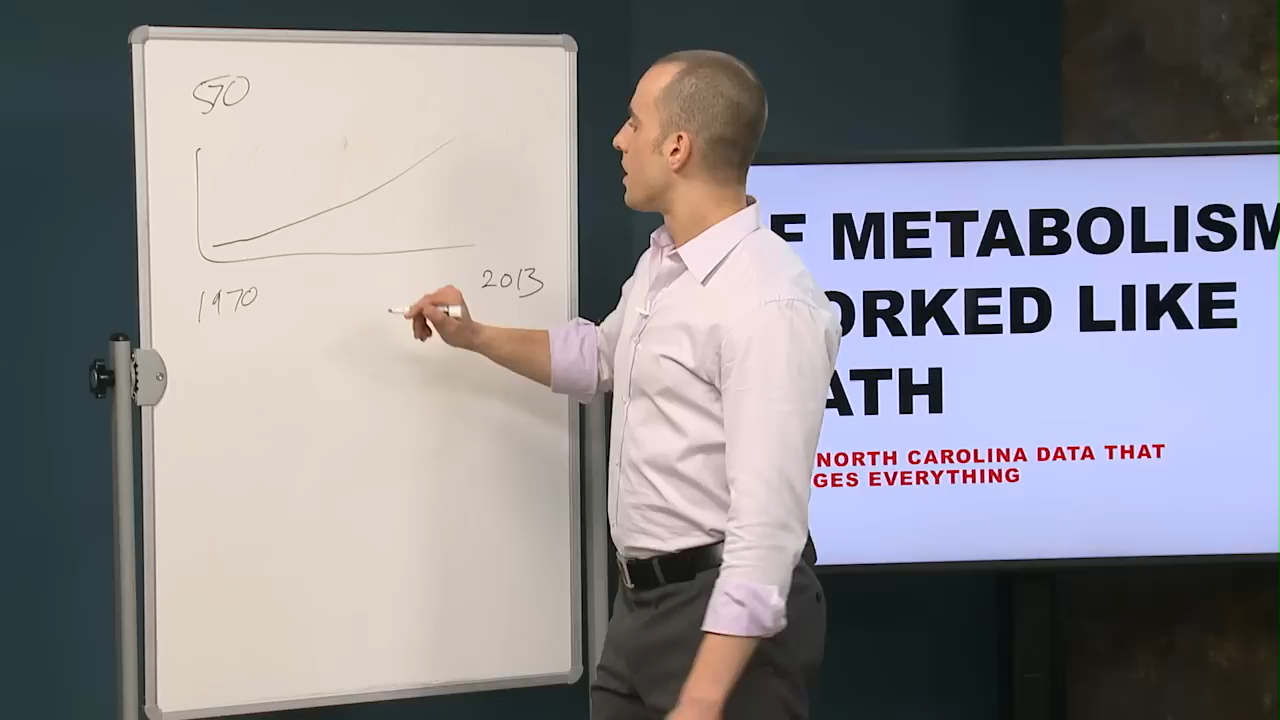 570
1970
2013
METABOLISM
ORKED LIKE
ATH
NORTH CAROLINA DATA THAT
GES EVERYTHING